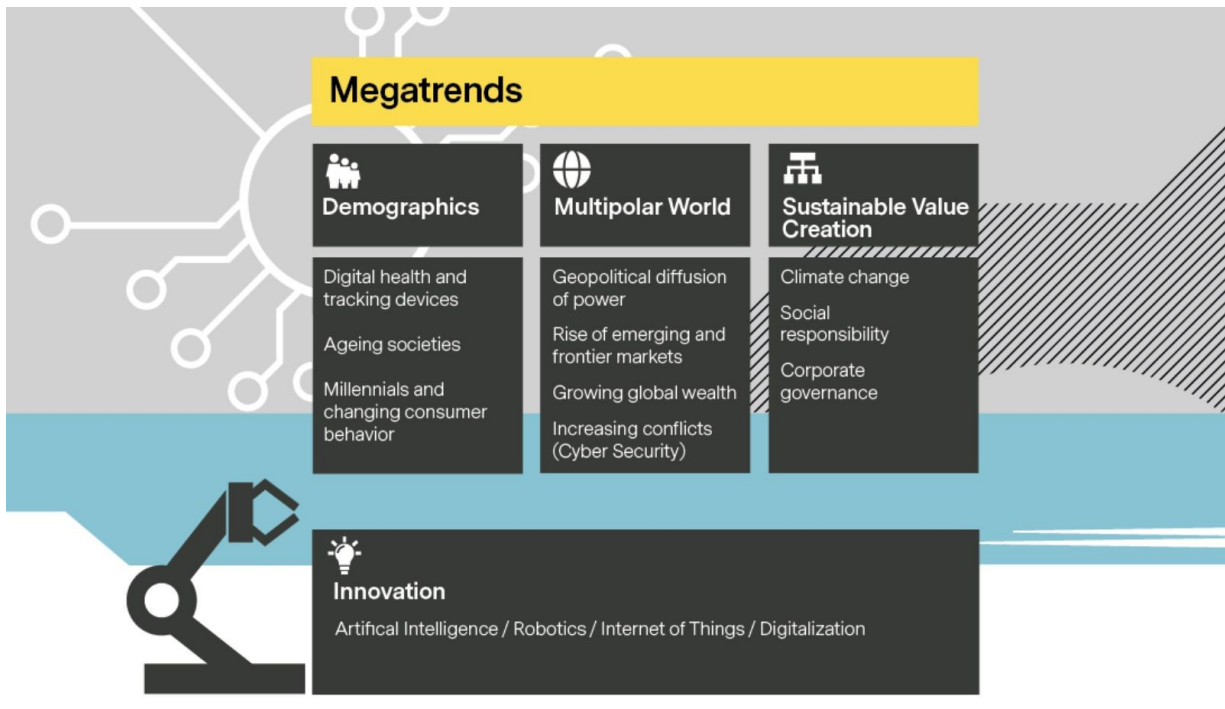 Megatrends
Demographics
Digital health and
tracking devices
Ageing societies
Millennials and
changing consumer
behavior
Multipolar World
Geopolitical diffusion
of power
Rise of emerging and
frontier markets
Growing global wealth
Increasing conflicts
(Cyber Security)
Sustainable Value
Creation
Climate change
Social
responsibility
Corporate
governance
Innovation
Artifical Intelligence / Robotics / Internet of Things / Digitalization